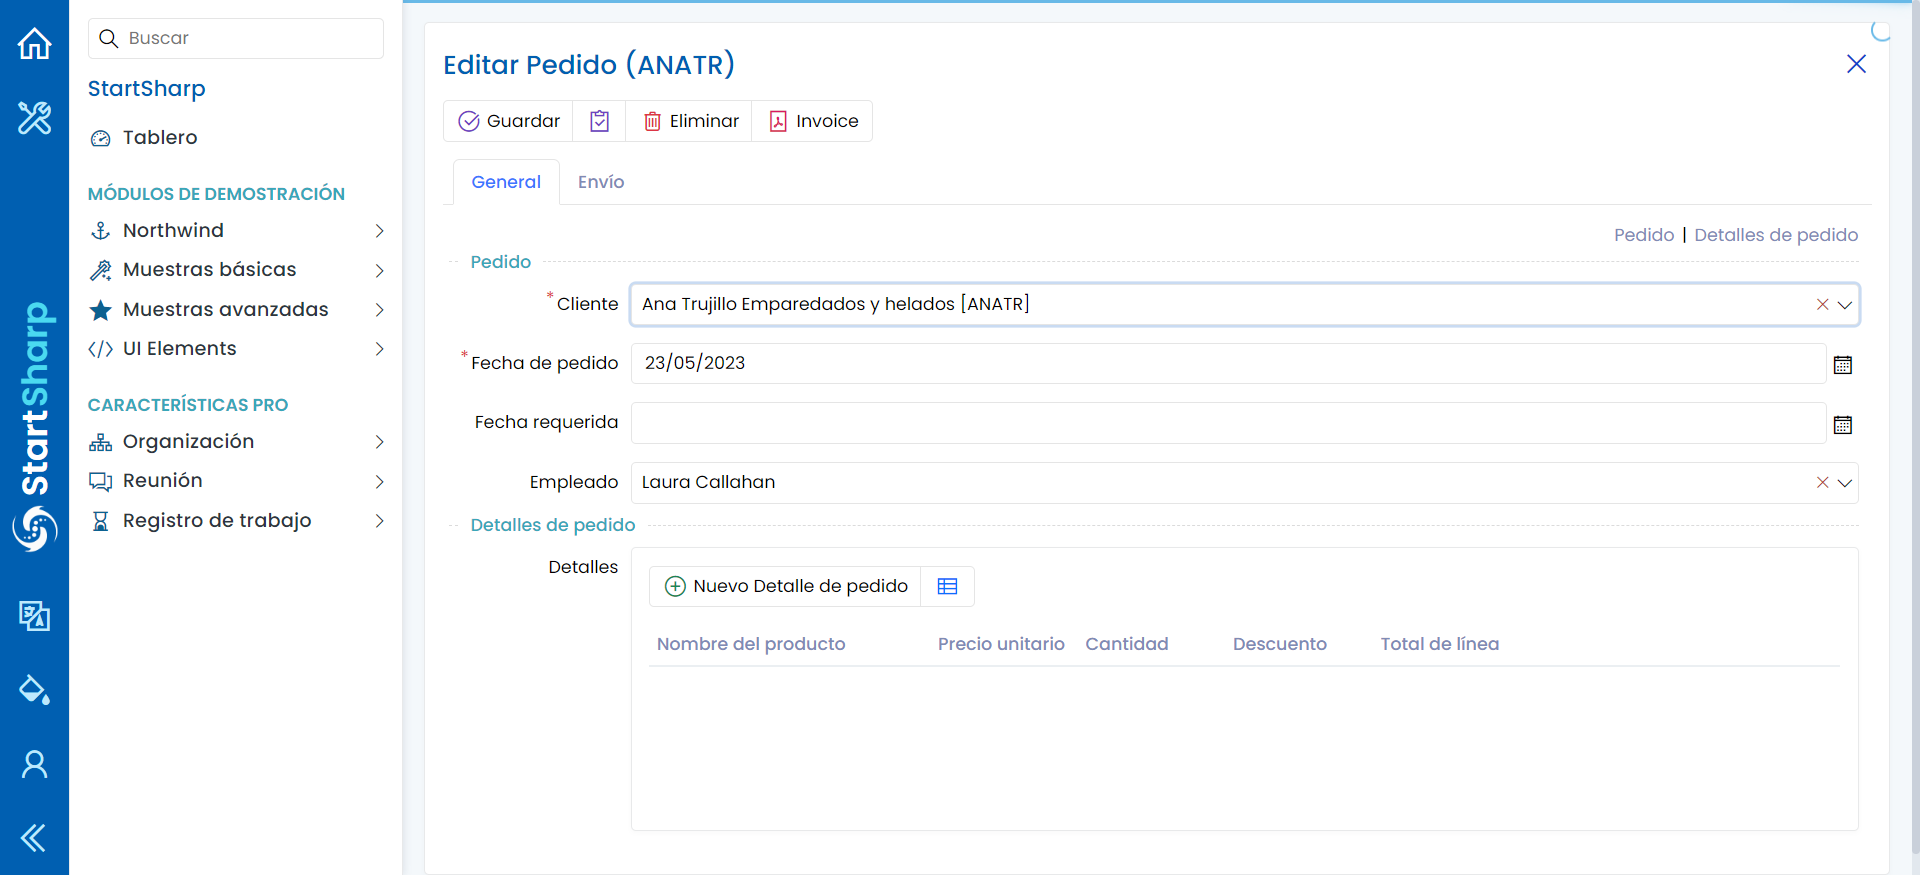 Buscar
StartSharp
Tablero
MÓDULOS DE DEMOSTRACIÓN
Northwind
Muestras básicas
Muestras avanzadas
UI Elements
CARACTERÍSTICAS PRO
Organización
Reunión
Registro de trabajo
StartSharp
Editar Pedido (ANATR)
Guardar
Eliminar
Invoice
General
Envío
Pedido | Detalles de pedido
Pedido
* Cliente
Ana Trujillo Emparedados y helados [ANATR]
* Fecha de pedido
23/05/2023
Fecha requerida
Empleado
Laura Callahan
Detalles de pedido
Detalles
Nuevo Detalle de pedido
Nombre del producto Precio unitario Cantidad Descuento Total de línea